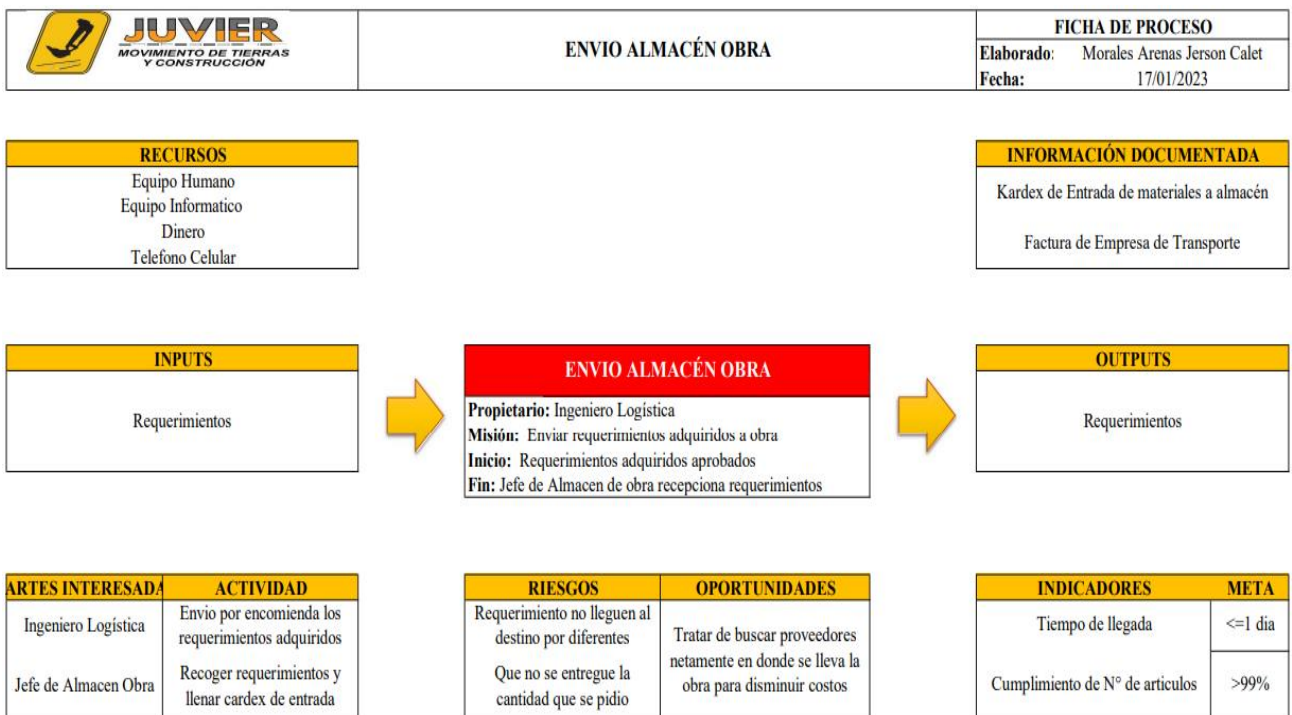 JUVIER
MOVIMIENTO DE TIERRAS
Y CONSTRUCCIÓN
ENVIO ALMACÉN OBRA
FICHA DE PROCESO
Elaborado: Morales Arenas Jerson Calet
Fecha: 17/01/2023
RECURSOS
Equipo Humano
Equipo Informatico
Dinero
Telefono Celular
INFORMACIÓN DOCUMENTADA
Kardex de Entrada de materiales a almacén
Factura de Empresa de Transporte
INPUTS
Requerimientos
ENVIO ALMACÉN OBRA
Propietario: Ingeniero Logística
Misión: Enviar requerimientos adquiridos a obra
Inicio: Requerimientos adquiridos aprobados
Fin: Jefe de Almacen de obra recepciona requerimientos
OUTPUTS
Requerimientos
ARTES INTERESADA
ACTIVIDAD
Ingeniero Logística
Envio por encomienda los
requerimientos adquiridos
Jefe de Almacen Obra
Recoger requerimientos y
llenar cardex de entrada
RIESGOS
OPORTUNIDADES
Requerimiento no lleguen al
destino por diferentes
Que no se entregue la
cantidad que se pidio
Tratar de buscar proveedores
netamente en donde se lleva la
obra para disminuir costos
INDICADORES
META
Tiempo de llegada
<=1 dia
Cumplimiento de N° de articulos
>99%